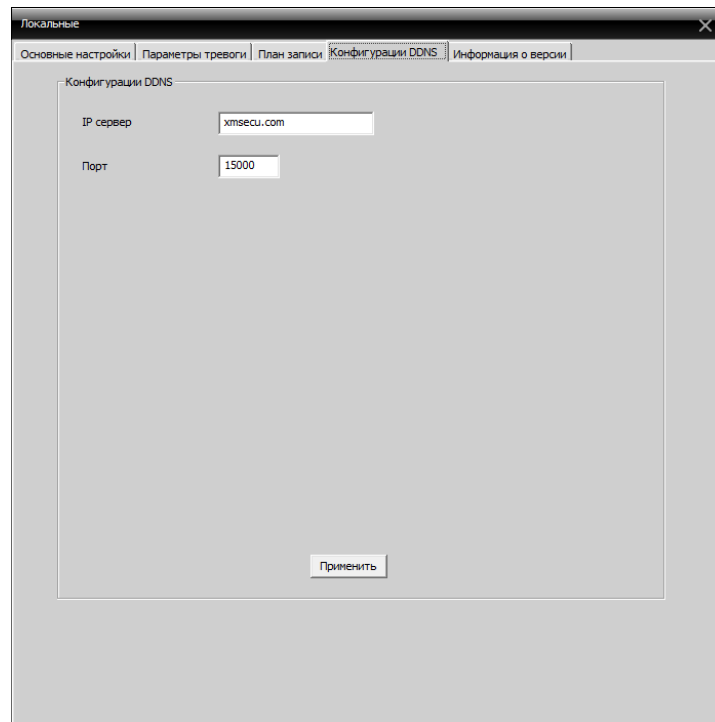 Локальные
Основные настройки Параметры тревоги План записи Конфигурации DDNS Информация о версии
Конфигурации DDNS
IP сервер xmsecu.com
Порт 15000
Применить